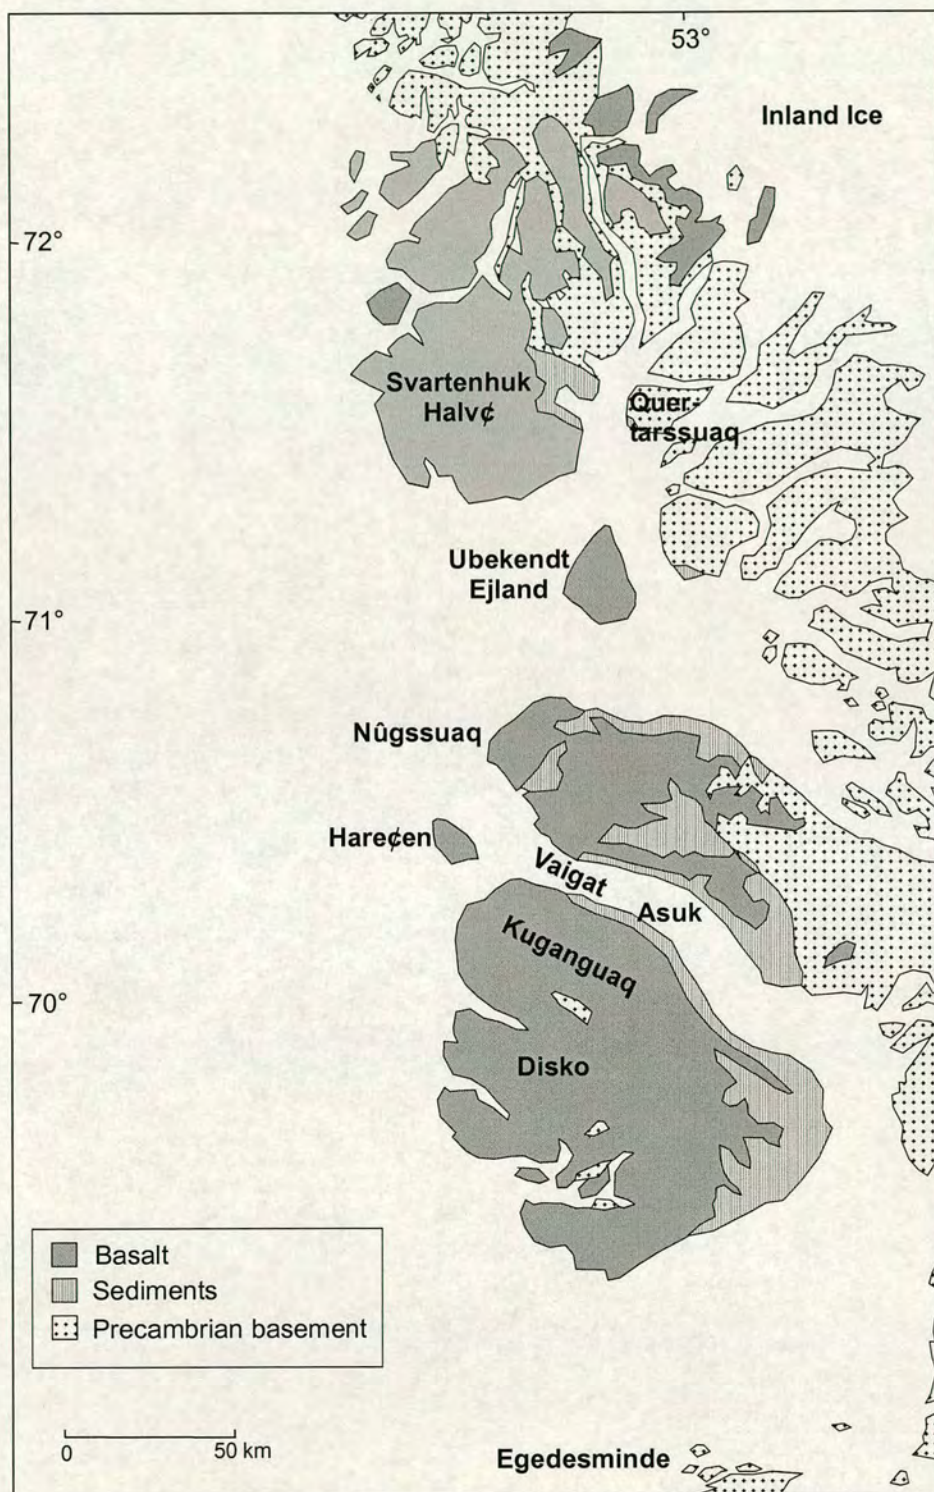 53°
Inland Ice
72°
Svartenhuk
Halv¢
Quer-
tarssuaq
Ubekendt
Ejland
71°
Nûgssuaq
Hare¢en
Vaigat
Asuk
Kuganguaq
70°
Disko
Basalt
Sediments
Precambrian basement
0 50 km
Egedesminde